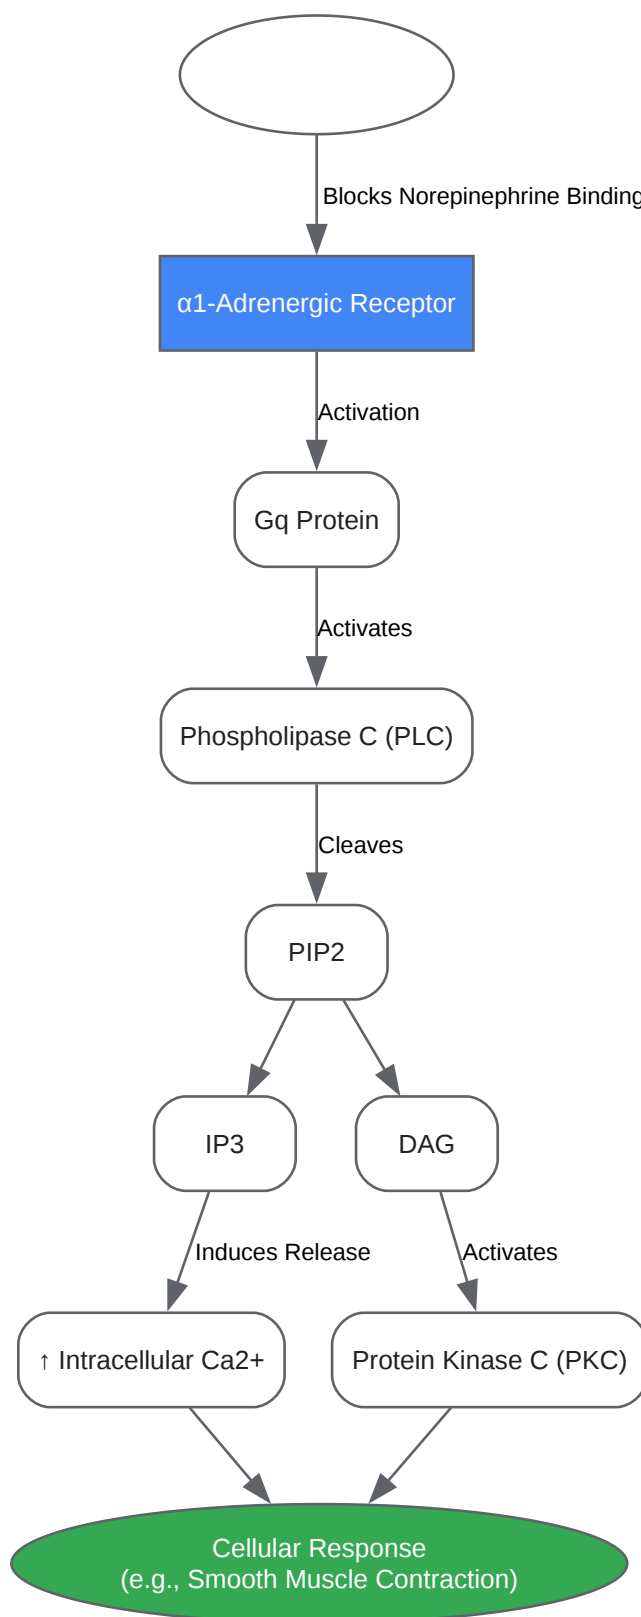 Blocks Norepinephrine Binding
α1-Adrenergic Receptor
Activation
Gq Protein
Activates
Phospholipase C (PLC)
Cleaves
PIP2
IP3
DAG
Induces Release
Activates
↑ Intracellular Ca2+
Protein Kinase C (PKC)
Cellular Response
(e.g., Smooth Muscle Contraction)